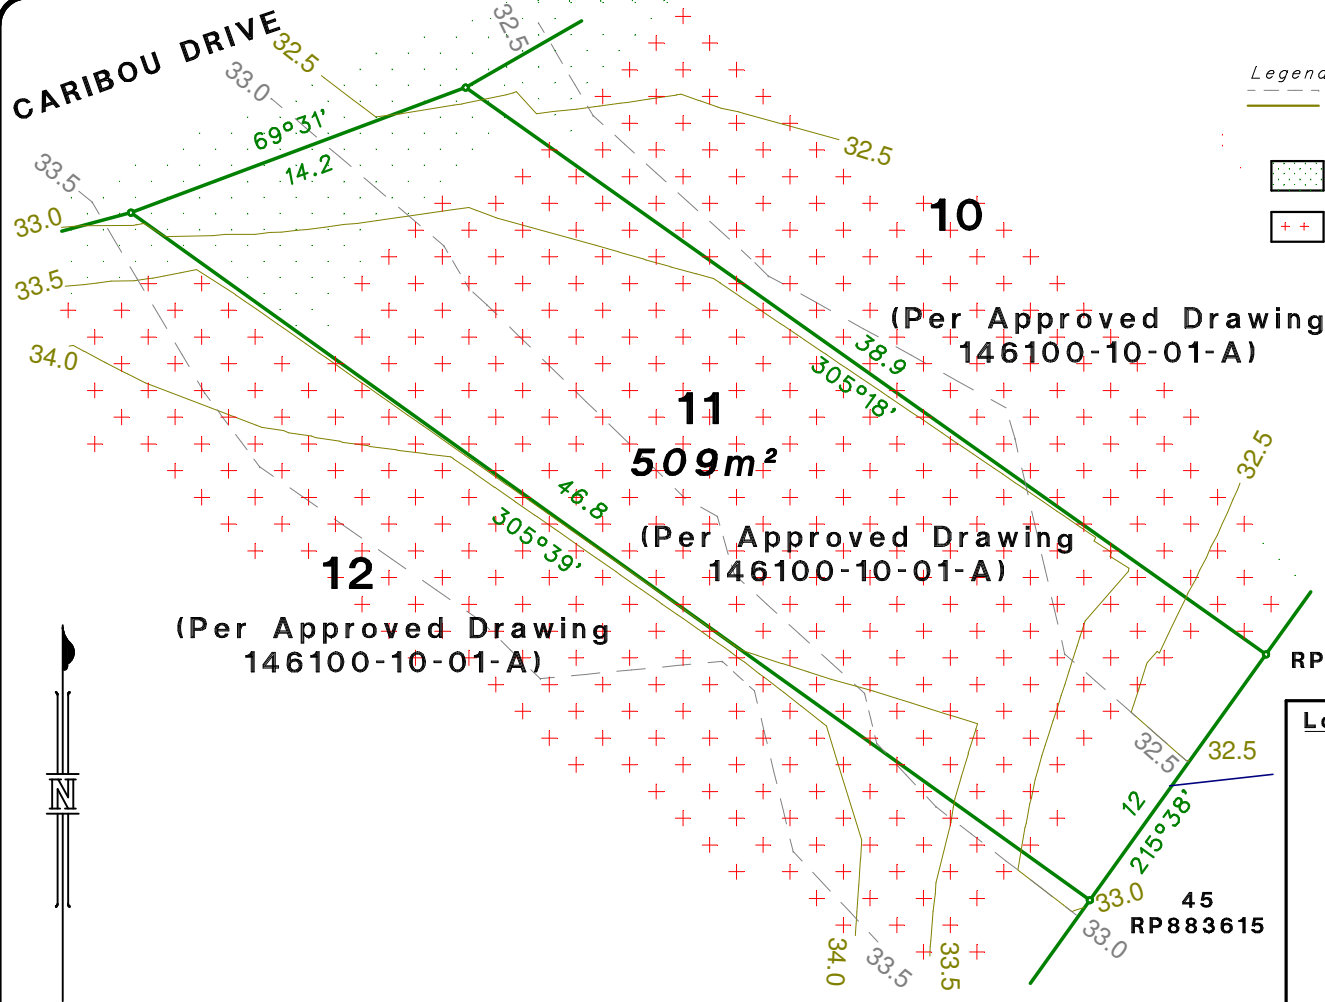 CARIBOU DRIVE
32.5
32.5
33.0
33.5
33.0
33.5
34.0
69°31'
14.2
32.5
Legend
10
(Per Approved Drawing
146100-10-01-A)
38.9
305°18'
11
509m²
(Per Approved Drawing
146100-10-01-A)
46.8
305°39'
12
(Per Approved Drawing
146100-10-01-A)
32.5
RP
32.5
32.5
12
215°38'
33.0
33.0
45
RP883615
34.0
33.5
33.5
N